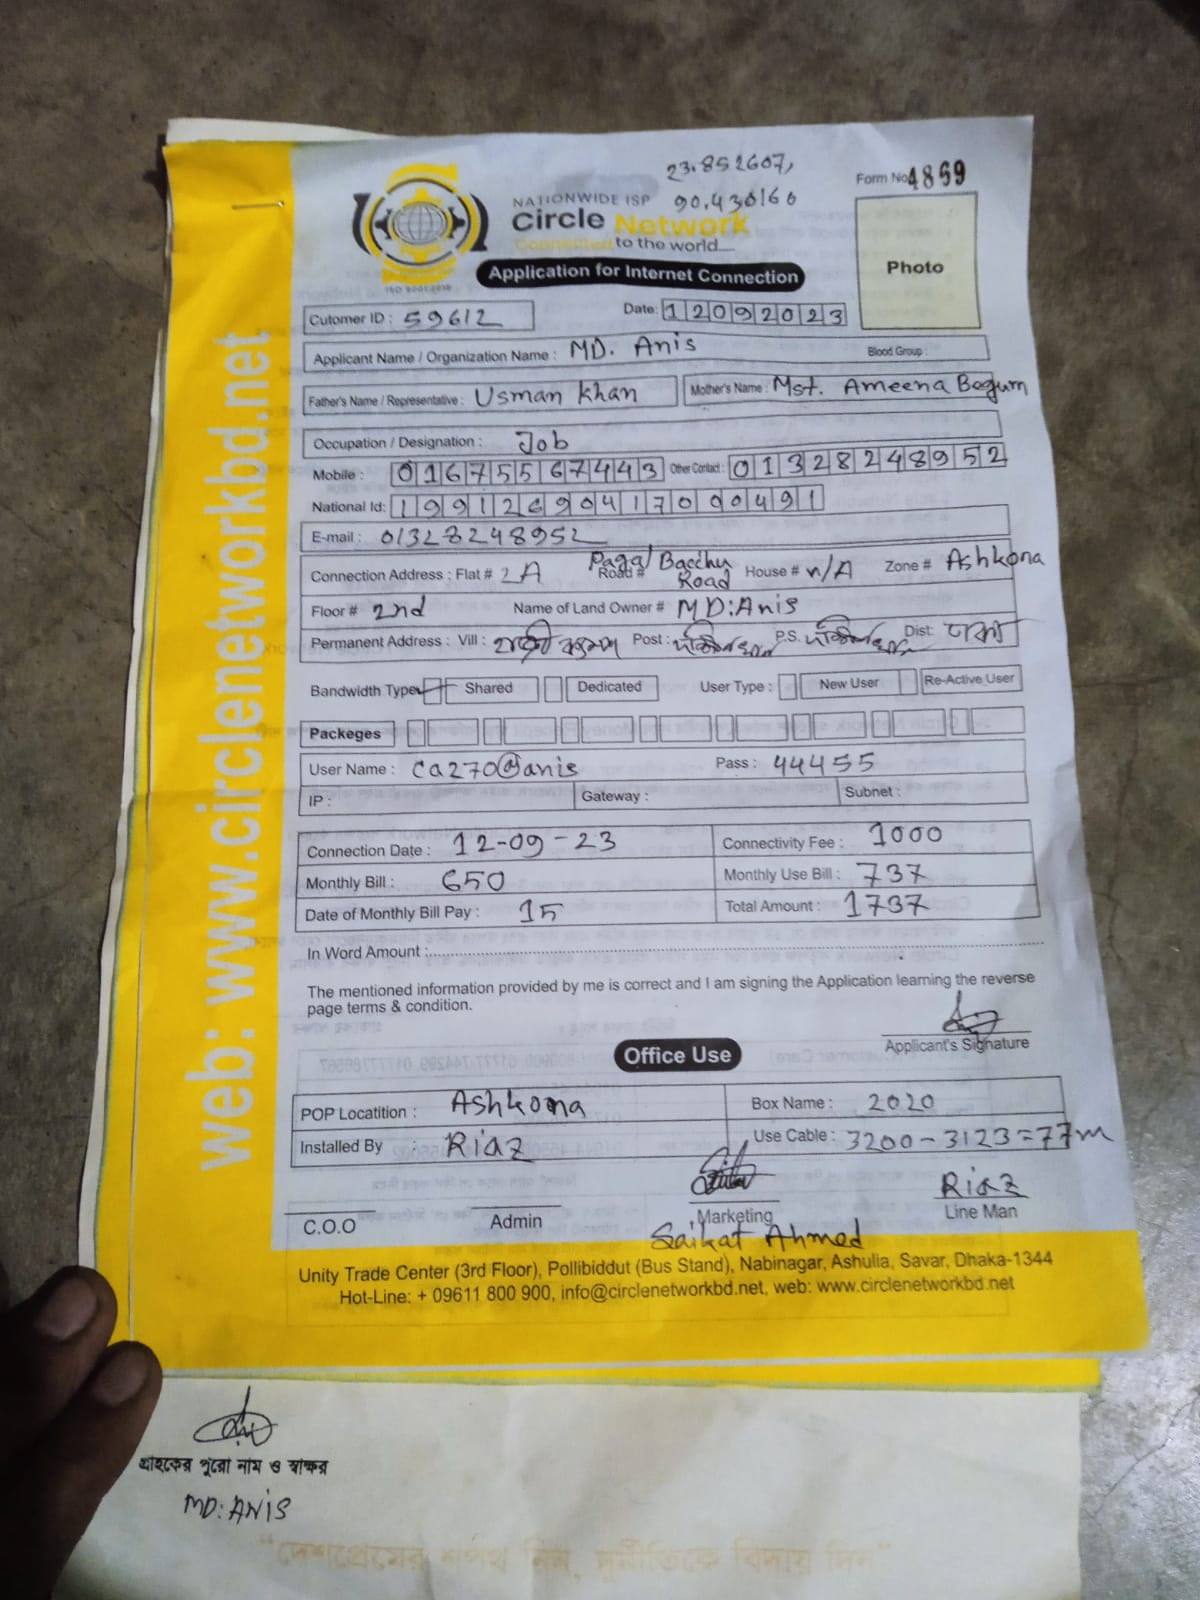 23.852607,
90.430160
Form No 4869
NATIONWIDE ISP
Circle Network
Connected to the world.....
ISO 9001:2015
Photo
Application for Internet Connection
Cutomer ID : 59612
Date: 12092023
Applicant Name / Organization Name : MD. Anis Blood Group :
Father's Name / Representative : Usman Khan Mother's Name : Mst. Ameena Begum
Occupation / Designation : Job
Mobile : 01675567443 Other Contact : 01328248952
National Id: 19912690417000491
E-mail : 01328248952
Connection Address : Flat # 2A Road # Pagal Bacchu Road House # N/A Zone # Ashkona
Floor # 2nd Name of Land Owner # MD:Anis
Permanent Address : Vill : Post : দক্ষিনখান P.S. দক্ষিনখান Dist: ঢাকা
Bandwidth Type Shared Dedicated User Type : New User Re-Active User
Packeges
User Name : ca270@anis Pass : 44455
IP : Gateway : Subnet :
Connection Date : 12-09-23 Connectivity Fee : 1000
Monthly Bill : 650 Monthly Use Bill : 737
Date of Monthly Bill Pay : 15 Total Amount : 1737
In Word Amount :
The mentioned information provided by me is correct and I am signing the Application learning the reverse
page terms & condition.
Applicant's Signature
Office Use
POP Locatition : Ashkona Box Name : 2020
Installed By : Riaz Use Cable : 3200-3123=77m
Riaz
C.O.O Admin Marketing Line Man
Saikat Ahmed
Unity Trade Center (3rd Floor), Pollibiddut (Bus Stand), Nabinagar, Ashulia, Savar, Dhaka-1344
Hot-Line: + 09611 800 900, info@circlenetworkbd.net, web: www.circlenetworkbd.net
web: www.circlenetworkbd.net
গ্রাহকের পুরো নাম ও স্বাক্ষর
MD: ANIS
"দেশপ্রেমের শপথ নিন, দুর্নীতিকে বিদায় দিন"